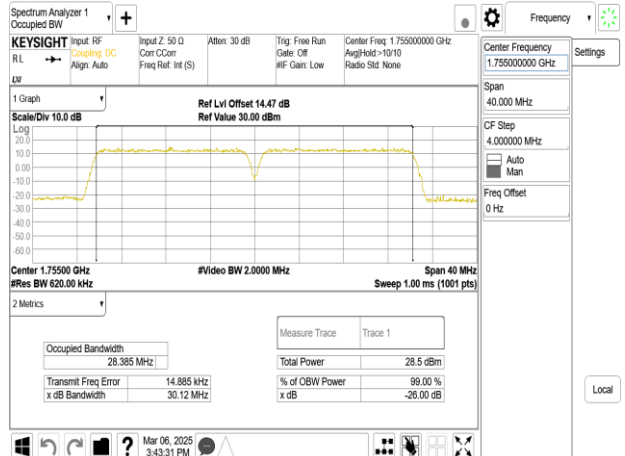 Spectrum Analyzer 1
Occupied BW
+
Frequency
KEYSIGHT Input: RF Input Z: 50 Ω Atten: 30 dB Trig: Free Run Center Freq: 1.755000000 GHz
RL Coupling: DC Corr CCorr Gate: Off Avg|Hold:>10/10
Align: Auto Freq Ref: Int (S) #IF Gain: Low Radio Std: None
Center Frequency
1.755000000 GHz
Settings
Span
40.000 MHz
CF Step
4.000000 MHz
Auto
Man
Freq Offset
0 Hz
1 Graph
Ref Lvl Offset 14.47 dB
Scale/Div 10.0 dB Ref Value 30.00 dBm
Log
20.0
10.0
0.00
-10.0
-20.0
-30.0
-40.0
-50.0
-60.0
Center 1.75500 GHz #Video BW 2.0000 MHz Span 40 MHz
#Res BW 620.00 kHz Sweep 1.00 ms (1001 pts)
2 Metrics
Measure Trace Trace 1
Occupied Bandwidth
28.385 MHz Total Power 28.5 dBm
Transmit Freq Error 14.885 kHz % of OBW Power 99.00 %
x dB Bandwidth 30.12 MHz x dB -26.00 dB
Local
? Mar 06, 2025
3:43:31 PM